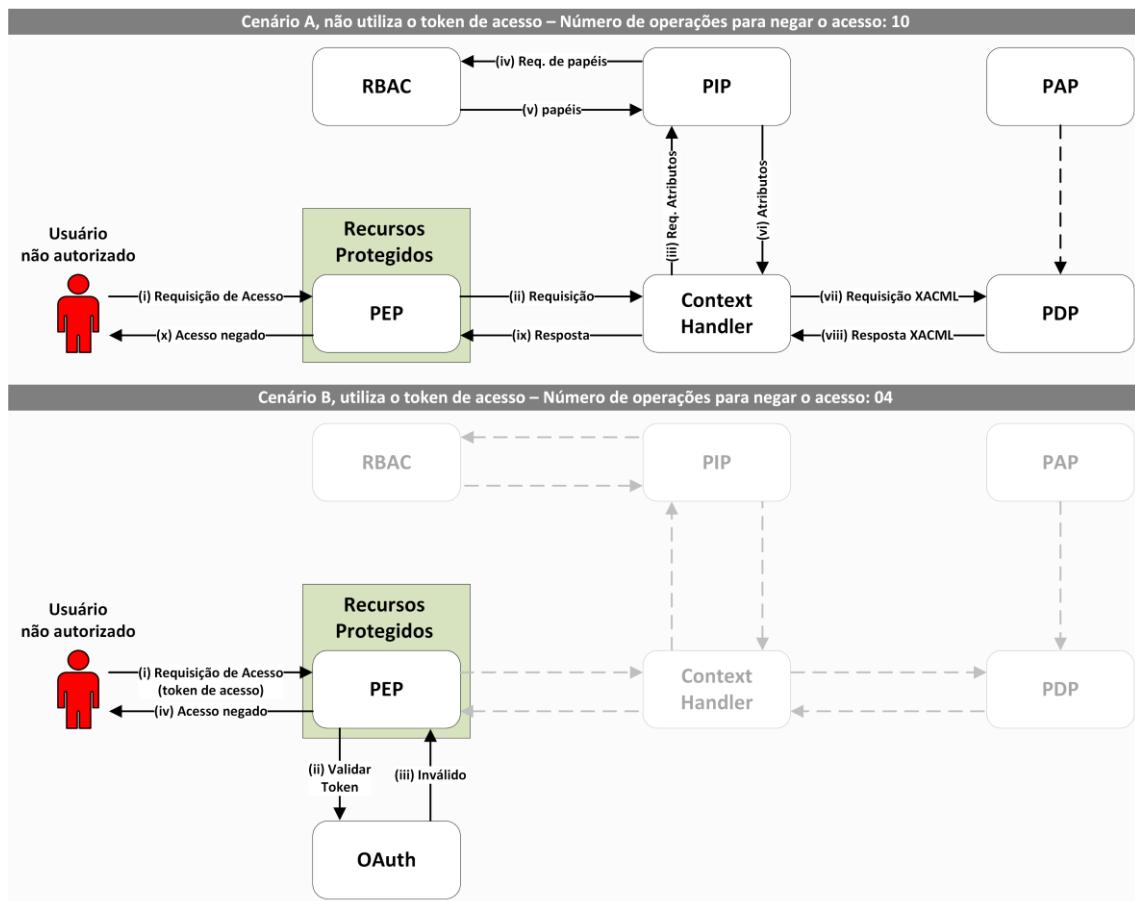 Cenário A, não utiliza o token de acesso – Número de operações para negar o acesso: 10
RBAC
(iv) Req. de papéis
(v) papéis
PIP
PAP
(iii) Req. Atributos
(vi) Atributos
Usuário
não autorizado
Recursos
Protegidos
(i) Requisição de Acesso
(x) Acesso negado
PEP
(ii) Requisição
(ix) Resposta
Context
Handler
(vii) Requisição XACML
(viii) Resposta XACML
PDP
Cenário B, utiliza o token de acesso – Número de operações para negar o acesso: 04
RBAC
PIP
PAP
Usuário
não autorizado
Recursos
Protegidos
(i) Requisição de Acesso
(token de acesso)
(iv) Acesso negado
PEP
Context
Handler
PDP
(ii) Validar
Token
(iii) Inválido
OAuth